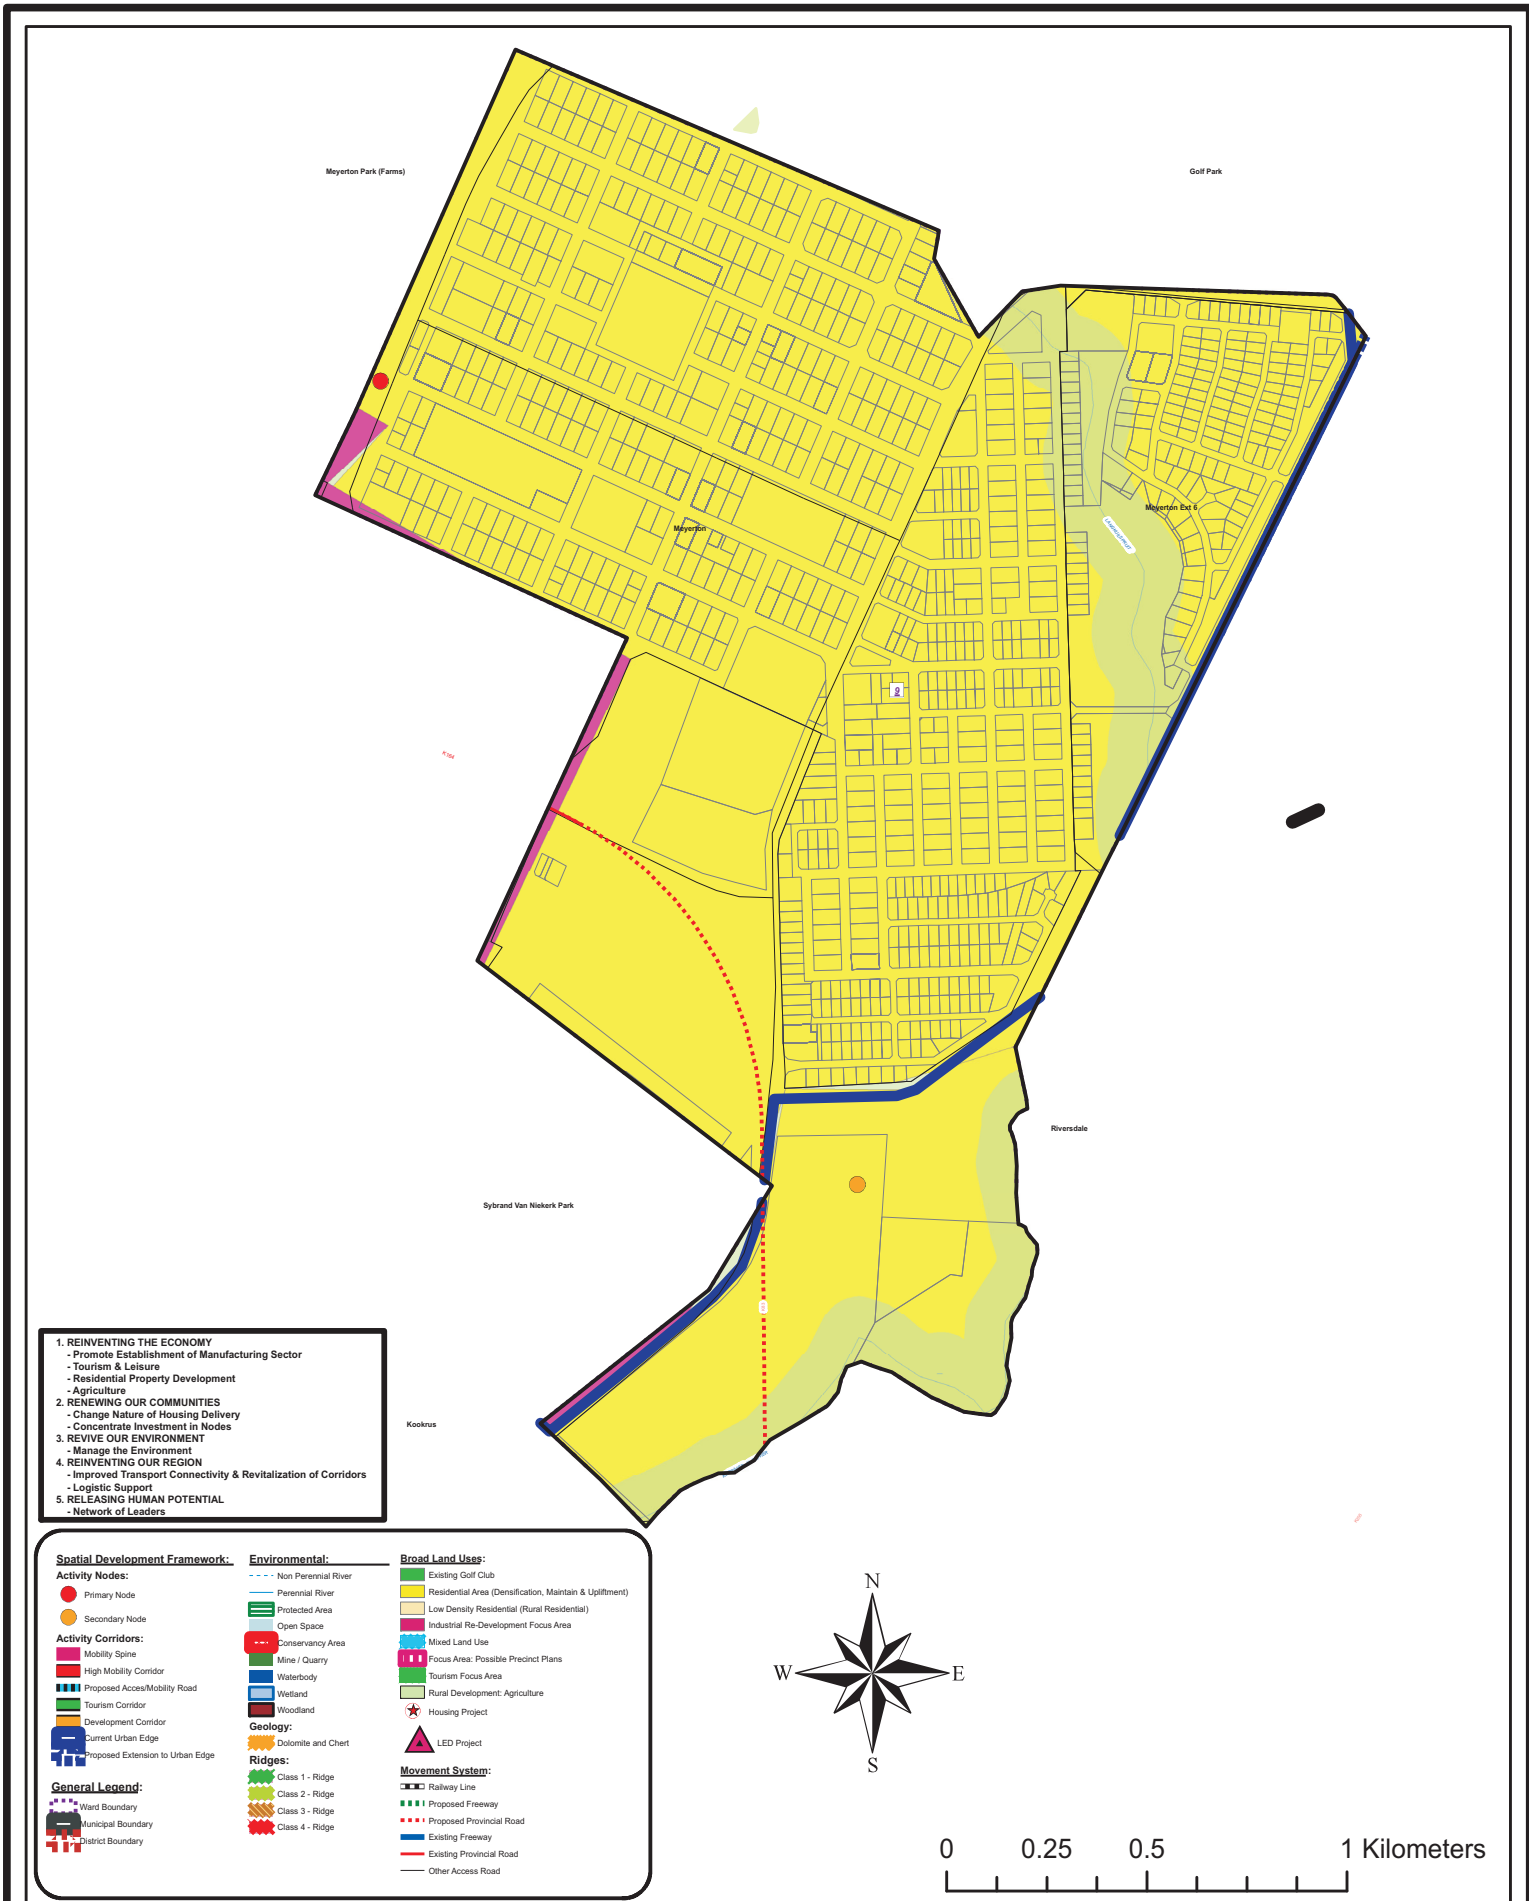 Meyerton Park (Farms)
Golf Park
Meyerton
Meyerton Ext 6
9
R164
Riversdale
Sybrand Van Niekerk Park
Kookrus
1. REINVENTING THE ECONOMY
- Promote Establishment of Manufacturing Sector
- Tourism & Leisure
- Residential Property Development
- Agriculture
2. RENEWING OUR COMMUNITIES
- Change Nature of Housing Delivery
- Concentrate Investment in Nodes
3. REVIVE OUR ENVIRONMENT
- Manage the Environment
4. REINVENTING OUR REGION
- Improved Transport Connectivity & Revitalization of Corridors
- Logistic Support
5. RELEASING HUMAN POTENTIAL
- Network of Leaders
Spatial Development Framework:
Activity Nodes:
Primary Node
Secondary Node
Activity Corridors:
Mobility Spine
High Mobility Corridor
Proposed Acces/Mobility Road
Tourism Corridor
Development Corridor
Current Urban Edge
Proposed Extension to Urban Edge
General Legend:
Ward Boundary
Municipal Boundary
District Boundary
Environmental:
Non Perennial River
Perennial River
Protected Area
Open Space
Conservancy Area
Mine / Quarry
Waterbody
Wetland
Woodland
Geology:
Dolomite and Chert
Ridges:
Class 1 - Ridge
Class 2 - Ridge
Class 3 - Ridge
Class 4 - Ridge
Broad Land Uses:
Existing Golf Club
Residential Area (Densification, Maintain & Upliftment)
Low Density Residential (Rural Residential)
Industrial Re-Development Focus Area
Mixed Land Use
Focus Area: Possible Precinct Plans
Tourism Focus Area
Rural Development: Agriculture
Housing Project
LED Project
Movement System:
Railway Line
Proposed Freeway
Proposed Provincial Road
Existing Freeway
Existing Provincial Road
Other Access Road
N
W
E
S
0 0.25 0.5 1 Kilometers